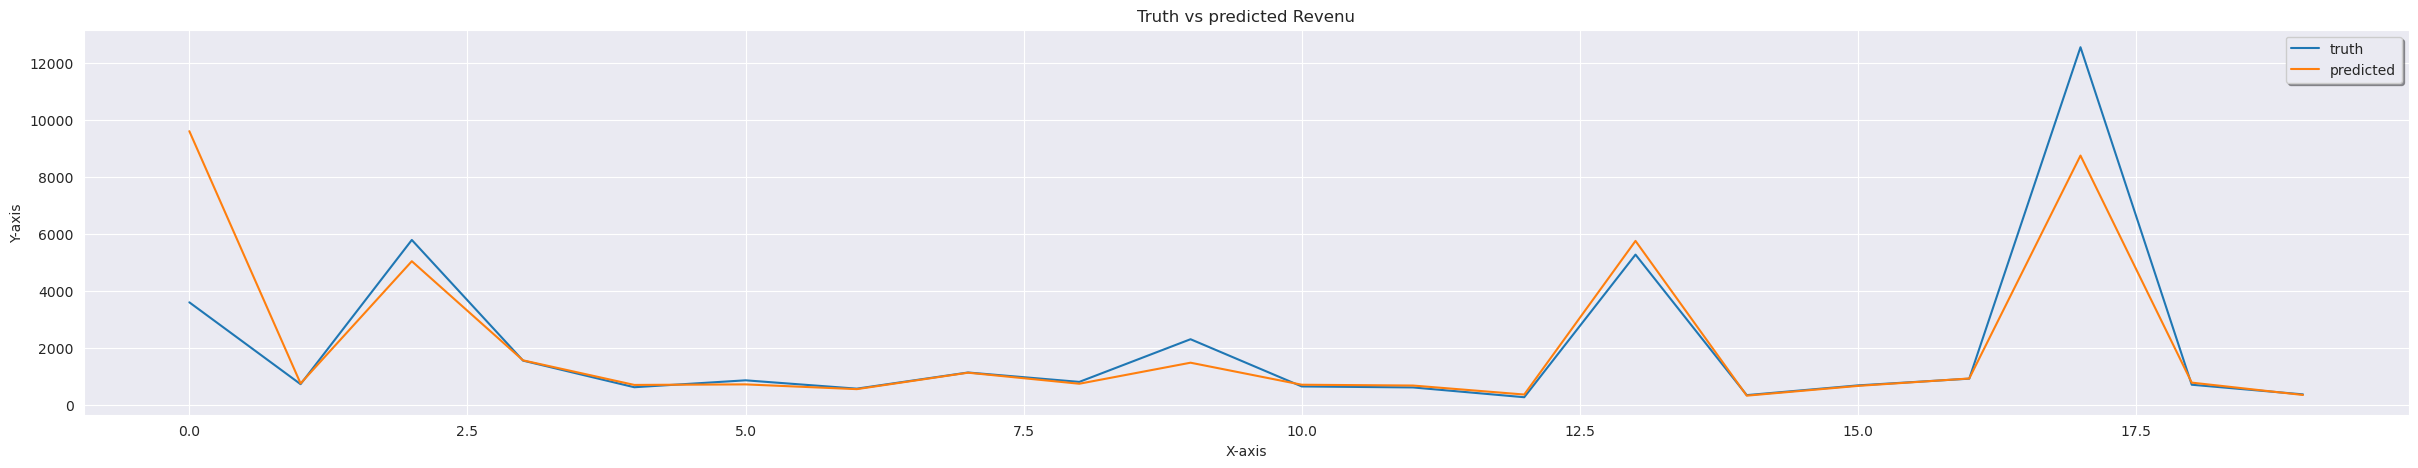 Truth vs predicted Revenu
truth
predicted
12000
10000
8000
6000
4000
2000
0
Y-axis
0.0 2.5 5.0 7.5 10.0 12.5 15.0 17.5
X-axis